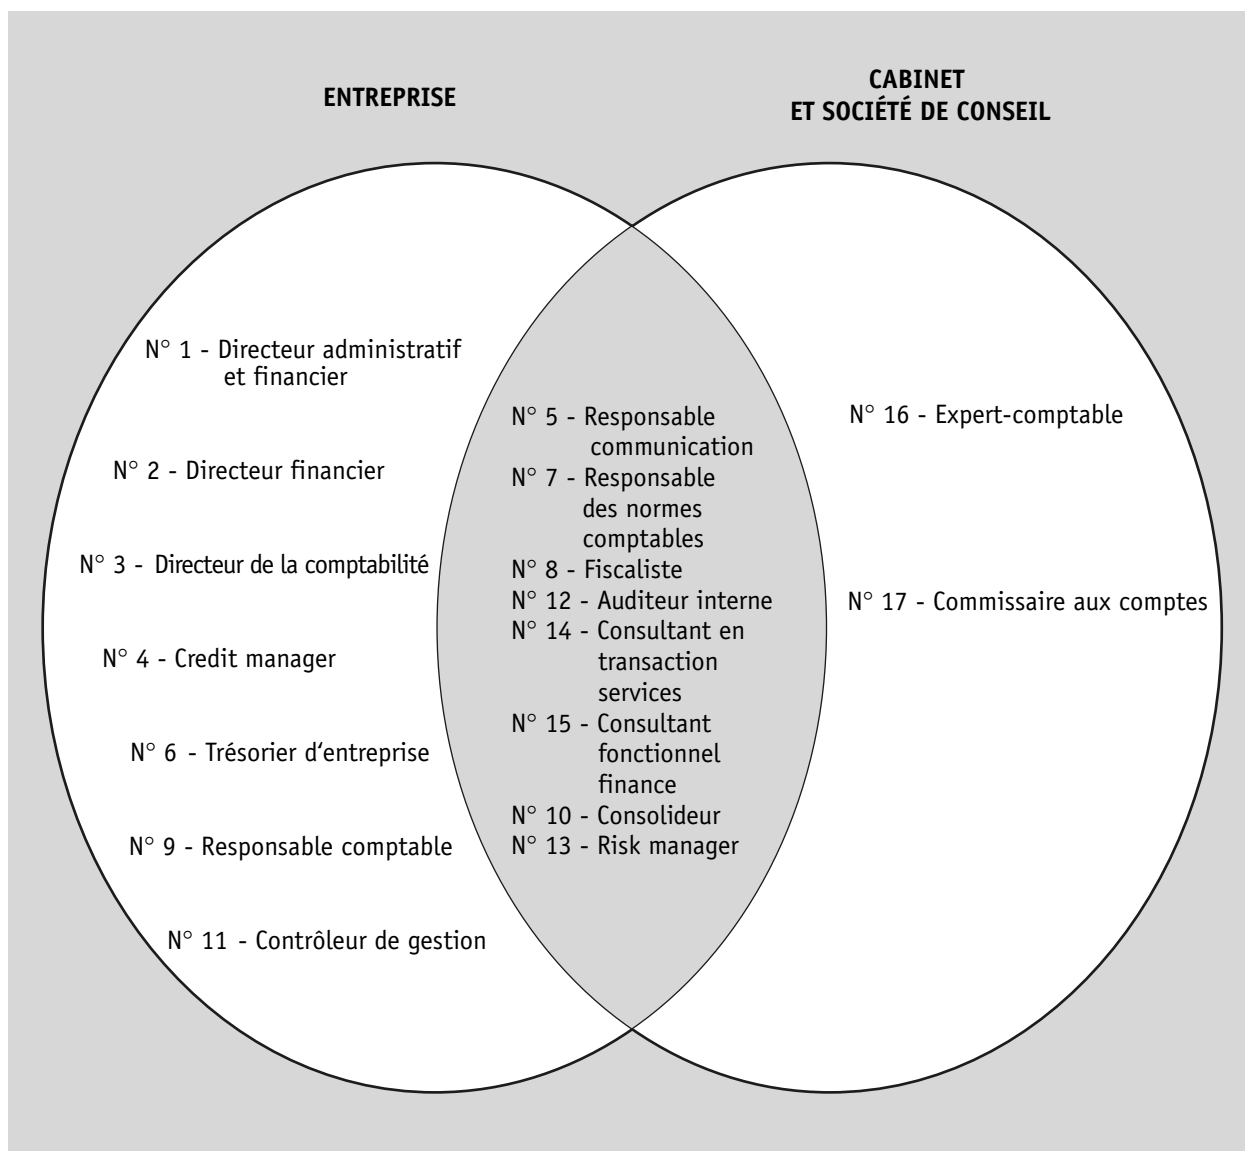 ENTREPRISE
CABINET
ET SOCIÉTÉ DE CONSEIL
N° 1 - Directeur administratif
et financier
N° 2 - Directeur financier
N° 3 - Directeur de la comptabilité
N° 4 - Credit manager
N° 6 - Trésorier d‘entreprise
N° 9 - Responsable comptable
N° 11 - Contrôleur de gestion
N° 5 - Responsable
communication
N° 7 - Responsable
des normes
comptables
N° 8 - Fiscaliste
N° 12 - Auditeur interne
N° 14 - Consultant en
transaction
services
N° 15 - Consultant
fonctionnel
finance
N° 10 - Consolideur
N° 13 - Risk manager
N° 16 - Expert-comptable
N° 17 - Commissaire aux comptes